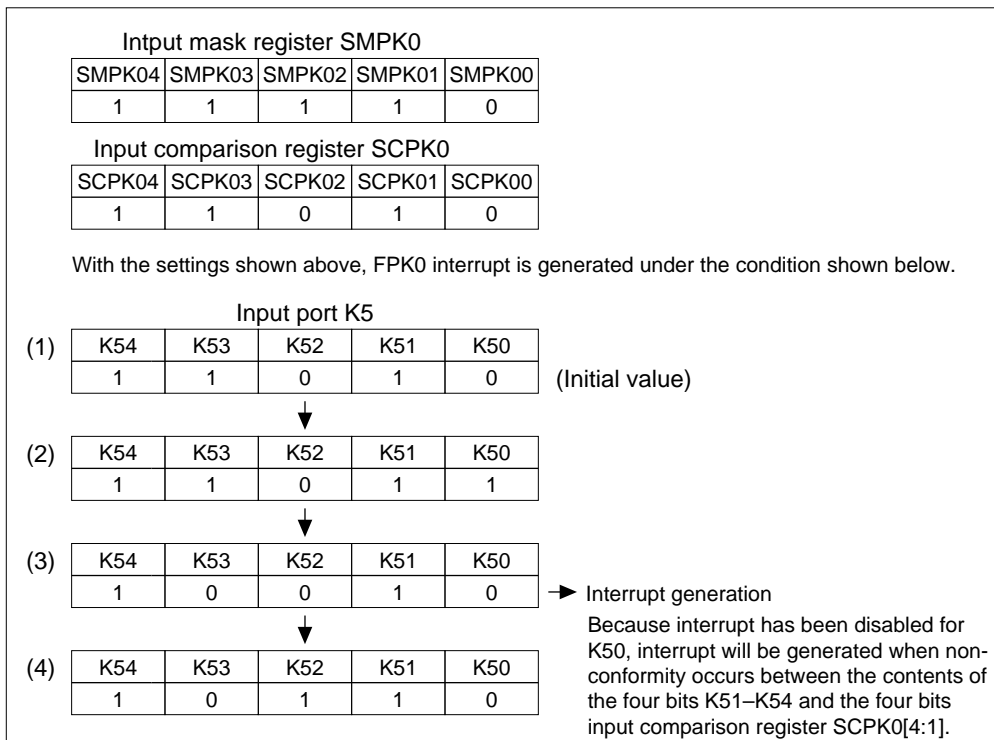 Intput mask register SMPK0
SMPK04 SMPK03 SMPK02 SMPK01 SMPK00
1 1 1 1 0
Input comparison register SCPK0
SCPK04 SCPK03 SCPK02 SCPK01 SCPK00
1 1 0 1 0
With the settings shown above, FPK0 interrupt is generated under the condition shown below.
Input port K5
(1) K54 K53 K52 K51 K50
1 1 0 1 0 (Initial value)
(2) K54 K53 K52 K51 K50
1 1 0 1 1
(3) K54 K53 K52 K51 K50
1 0 0 1 0 Interrupt generation
Because interrupt has been disabled for
K50, interrupt will be generated when non-
conformity occurs between the contents of
the four bits K51–K54 and the four bits
input comparison register SCPK0[4:1].
(4) K54 K53 K52 K51 K50
1 0 1 1 0